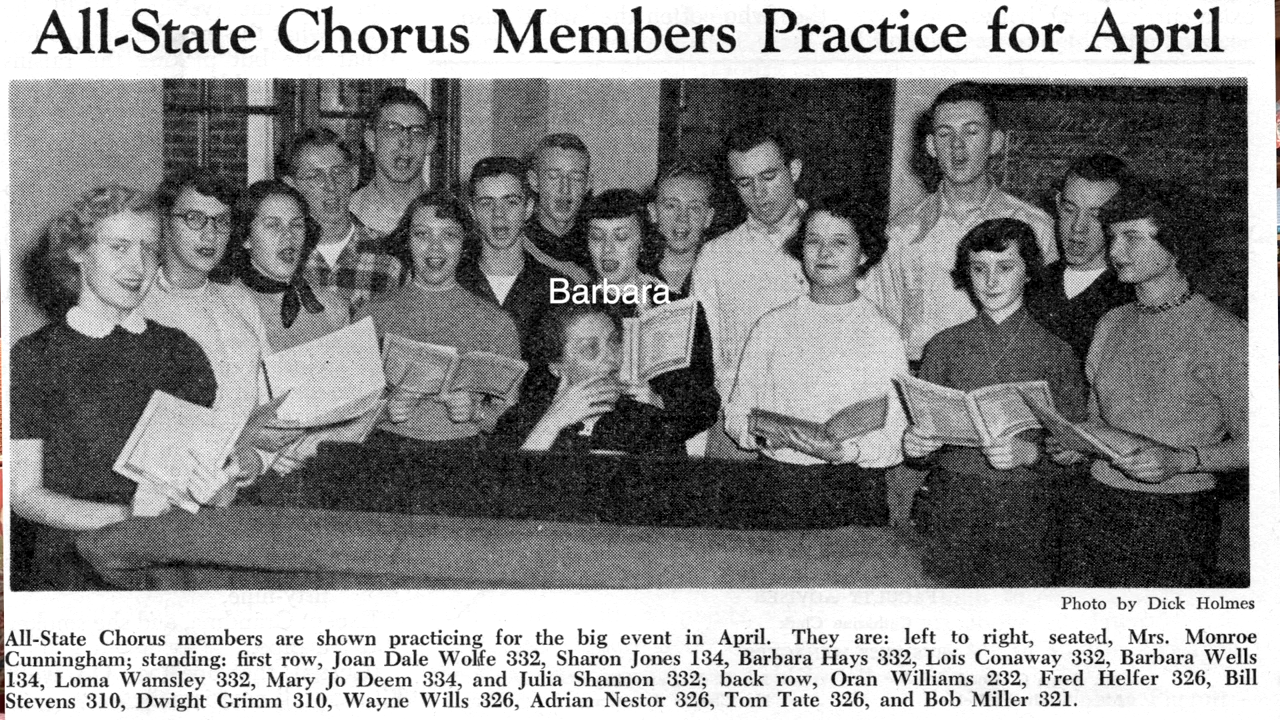 All-State Chorus Members Practice for April
Barbara
Photo by Dick Holmes
All-State Chorus members are shown practicing for the big event in April. They are: left to right, seated, Mrs. Monroe
Cunningham; standing: first row, Joan Dale Wolfe 332, Sharon Jones 134, Barbara Hays 332, Lois Conaway 332, Barbara Wells
134, Loma Wamsley 332, Mary Jo Deem 334, and Julia Shannon 332; back row, Oran Williams 232, Fred Helfer 326, Bill
Stevens 310, Dwight Grimm 310, Wayne Wills 326, Adrian Nestor 326, Tom Tate 326, and Bob Miller 321.